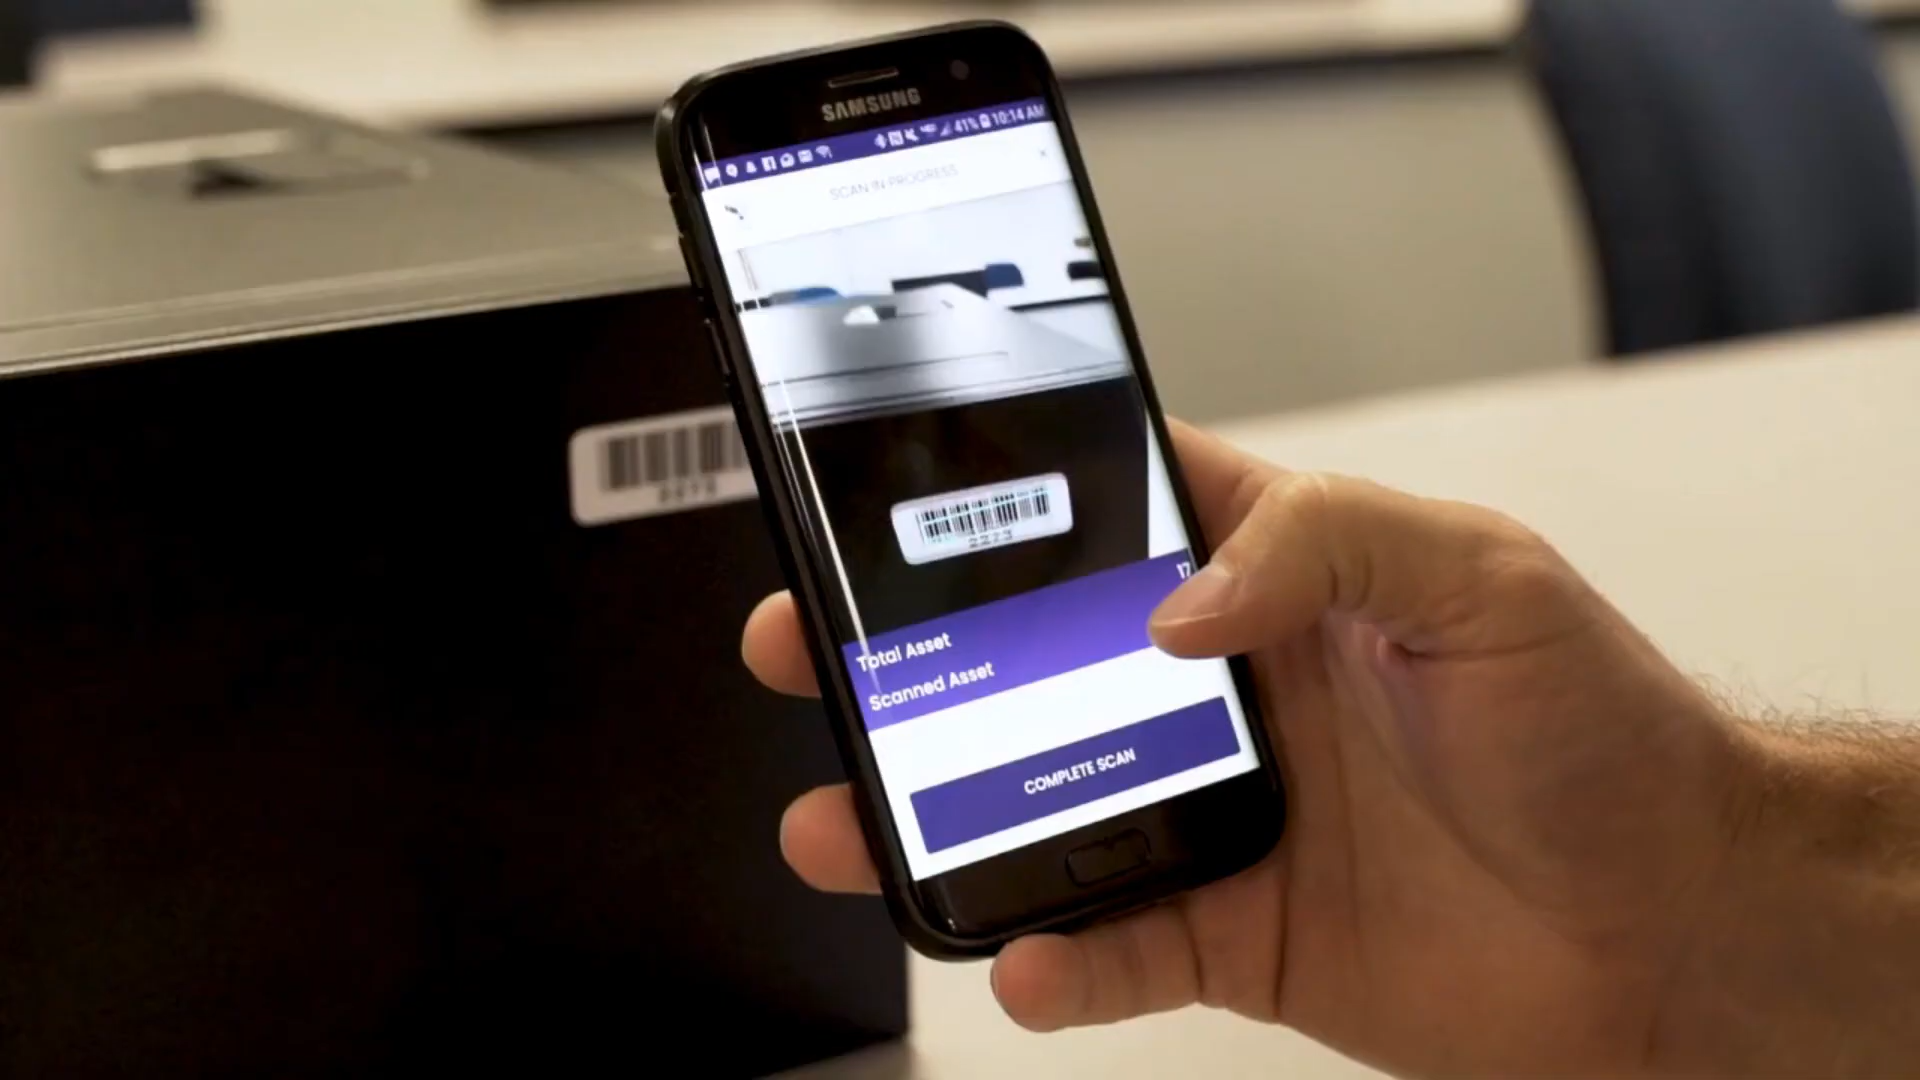 SAMSUNG
41% 10:14 AM
SCAN IN PROGRESS
2273
17
Total Asset
Scanned Asset
COMPLETE SCAN